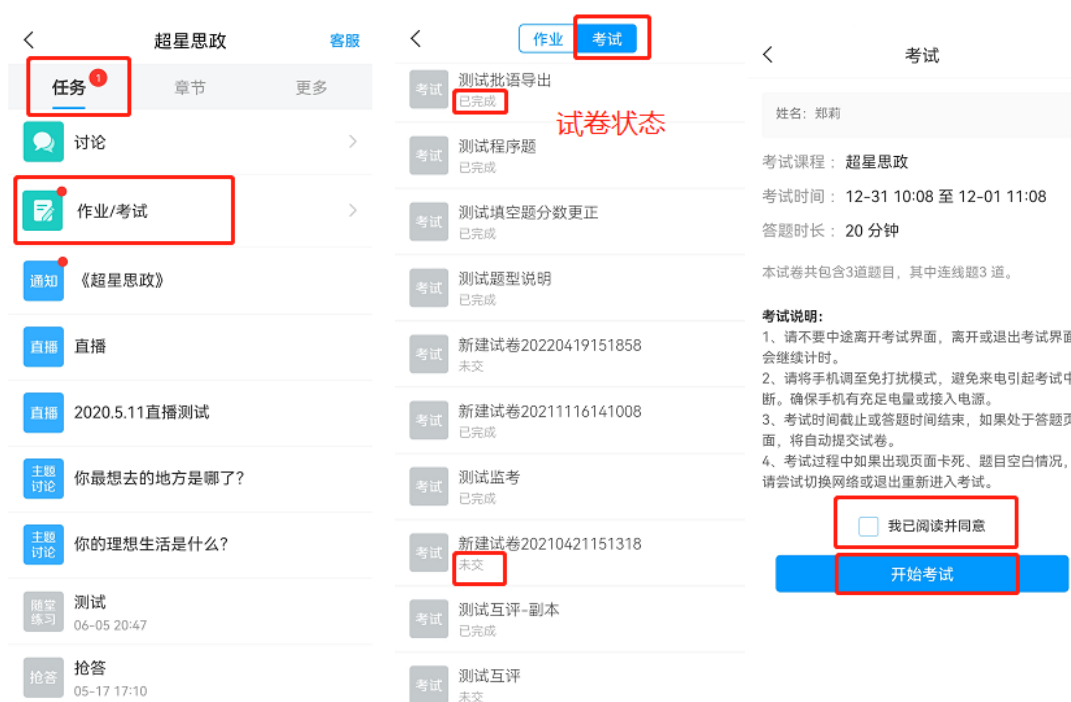 超星思政
客服
任务
1
章节
更多
讨论
作业/考试
通知
《超星思政》
直播
直播
直播
2020.5.11直播测试
主题
讨论
你最想去的地方是哪了?
主题
讨论
你的理想生活是什么?
随堂
练习
测试
06-05 20:47
抢答
抢答
05-17 17:10
作业
考试
考试
测试批语导出
已完成
试卷状态
考试
测试程序题
已完成
考试
测试填空题分数更正
已完成
考试
测试题型说明
已完成
考试
新建试卷20220419151858
未交
考试
新建试卷20211116141008
已完成
考试
测试监考
已完成
考试
新建试卷20210421151318
未交
考试
测试互评-副本
已完成
考试
测试互评
未交
考试
姓名: 郑莉
考试课程: 超星思政
考试时间: 12-31 10:08 至 12-01 11:08
答题时长: 20 分钟
本试卷共包含3道题目，其中连线题3 道。
考试说明:
1、请不要中途离开考试界面，离开或退出考试界面
会继续计时。
2、请将手机调至免打扰模式，避免来电引起考试中
断。确保手机有充足电量或接入电源。
3、考试时间截止或答题时间结束，如果处于答题页
面，将自动提交试卷。
4、考试过程中如果出现页面卡死、题目空白情况，
请尝试切换网络或退出重新进入考试。
我已阅读并同意
开始考试